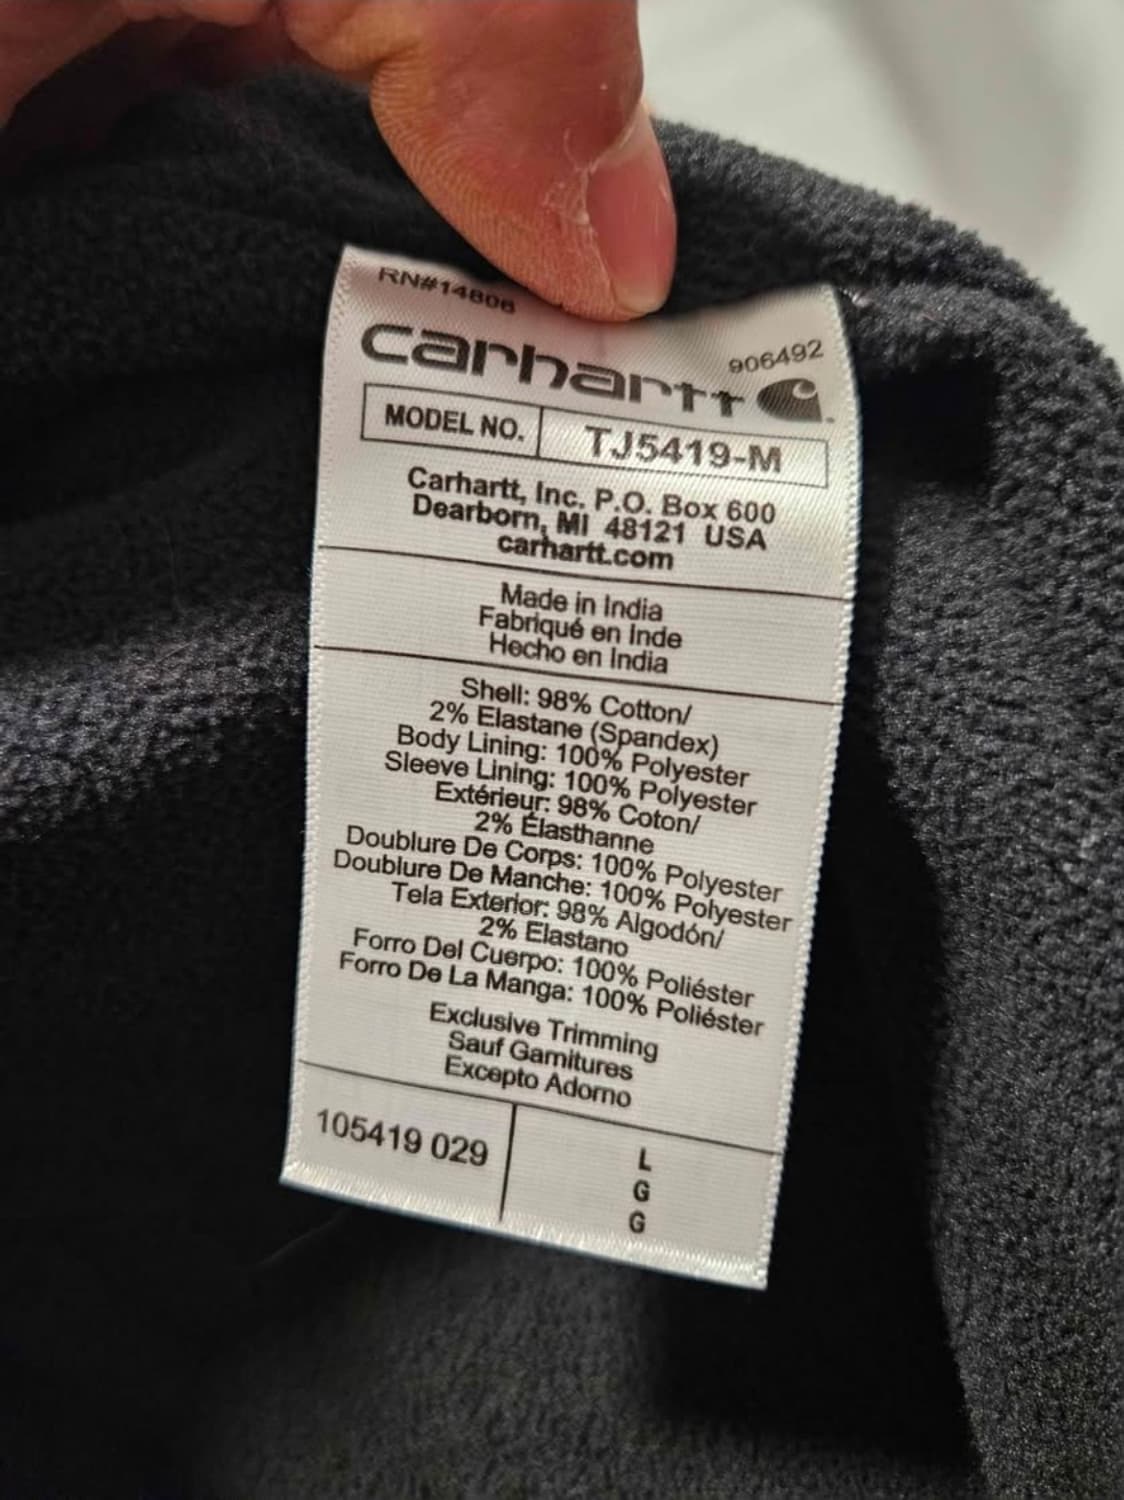 RN#14806
906492
carhartt
MODEL NO. TJ5419-M
Carhartt, Inc. P.O. Box 600
Dearborn, MI 48121 USA
carhartt.com
Made in India
Fabriqué en Inde
Hecho en India
Shell: 98% Cotton/
2% Elastane (Spandex)
Body Lining: 100% Polyester
Sleeve Lining: 100% Polyester
Extérieur: 98% Coton/
2% Élasthanne
Doublure De Corps: 100% Polyester
Doublure De Manche: 100% Polyester
Tela Exterior: 98% Algodón/
2% Elastano
Forro Del Cuerpo: 100% Poliéster
Forro De La Manga: 100% Poliéster
Exclusive Trimming
Sauf Garnitures
Excepto Adorno
105419 029
L
G
G